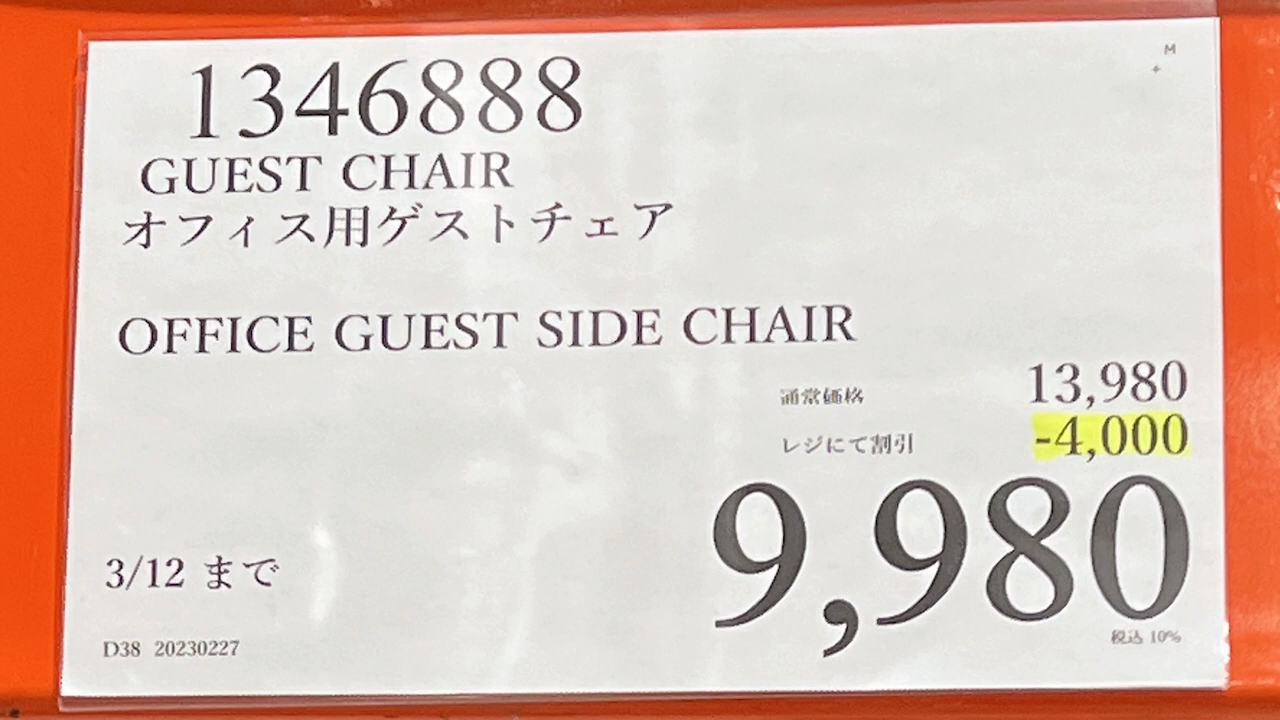 M
+
1346888
GUEST CHAIR
オフィス用ゲストチェア
OFFICE GUEST SIDE CHAIR
通常価格 13,980
レジにて割引 -4,000
9,980
税込 10%
3/12 まで
D38 20230227